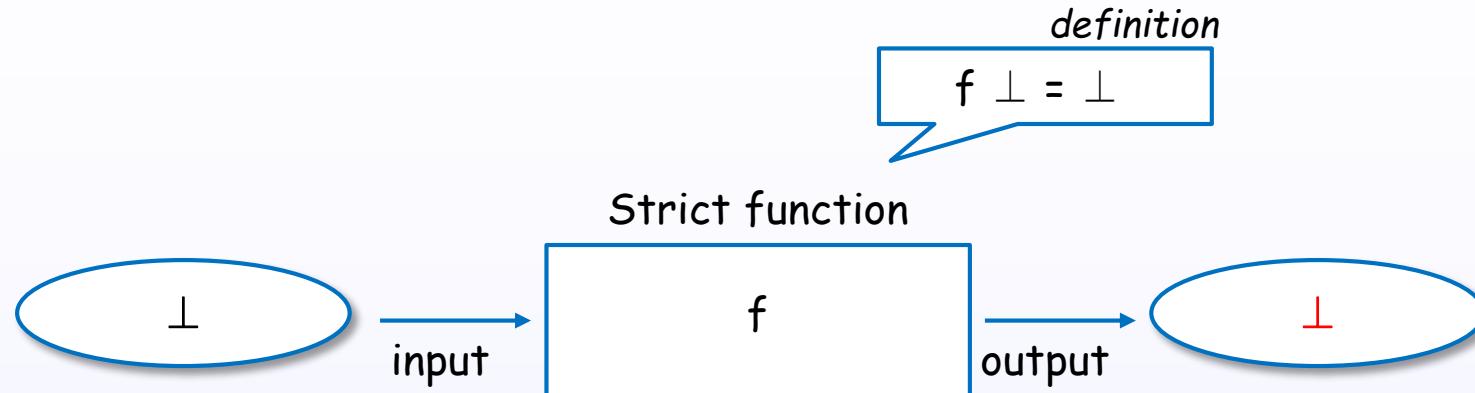 definition
f ⊥ = ⊥
Strict function
⊥
f
⊥
input
output